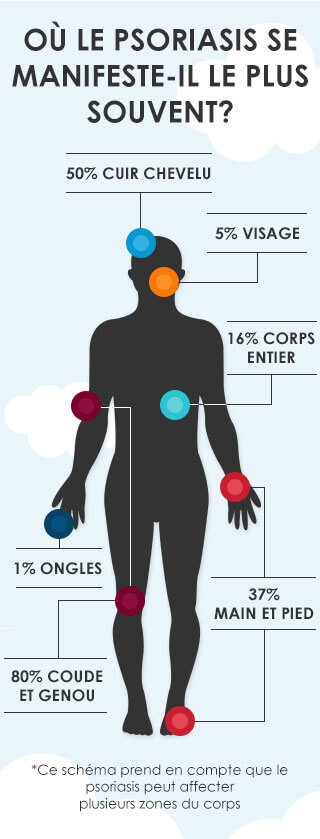 OÙ LE PSORIASIS SE
MANIFESTE-IL LE PLUS
SOUVENT?
50% CUIR CHEVELU
5% VISAGE
16% CORPS
ENTIER
1% ONGLES
37%
MAIN ET PIED
80% COUDE
ET GENOU
*Ce schéma prend en compte que le
psoriasis peut affecter
plusieurs zones du corps